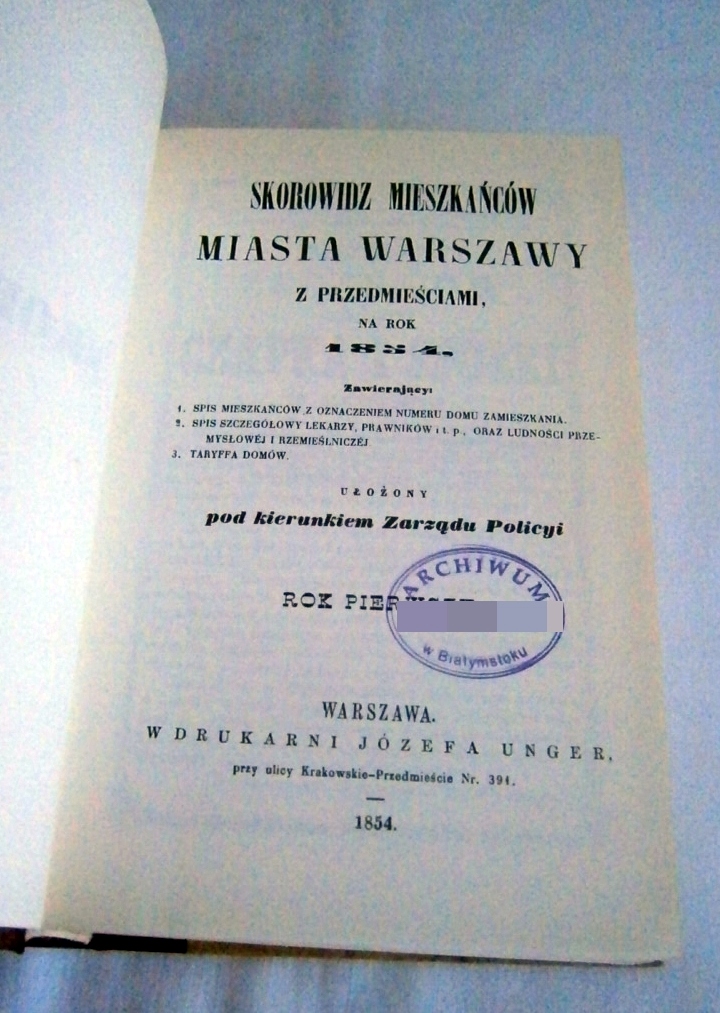 SKOROWIDZ MIESZKAŃCÓW
MIASTA WARSZAWY
Z PRZEDMIEŚCIAMI,
NA ROK
1854.
Zawierający:
1. SPIS MIESZKAŃCÓW Z OZNACZENIEM NUMERU DOMU ZAMIESZKANIA.
2. SPIS SZCZEGÓŁOWY LEKARZY, PRAWNIKÓW i t. p., ORAZ LUDNOŚCI PRZE-
MYSŁOWÉJ I RZEMIEŚLNICZÉJ
3. TARYFFA DOMÓW.
UŁOŻONY
pod kierunkiem Zarządu Policyi
ROK
ARCHIWUM
w Białymstoku
WARSZAWA.
W DRUKARNI JÓZEFA UNGER,
przy ulicy Krakowskie-Przedmieście Nr. 391.
1854.